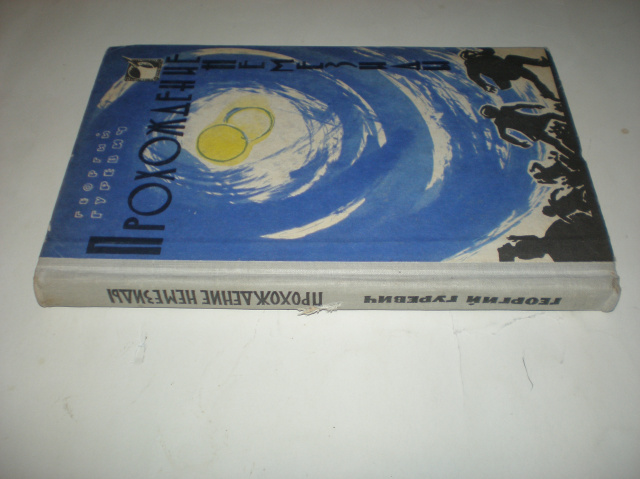 ГЕОРГИЙ
ГУРЕВИЧ
ПРОХОЖДЕНИЕ
НЕМЕЗИДЫ
ГЕОРГИЙ ГУРЕВИЧ ПРОХОЖДЕНИЕ НЕМЕЗИДЫ